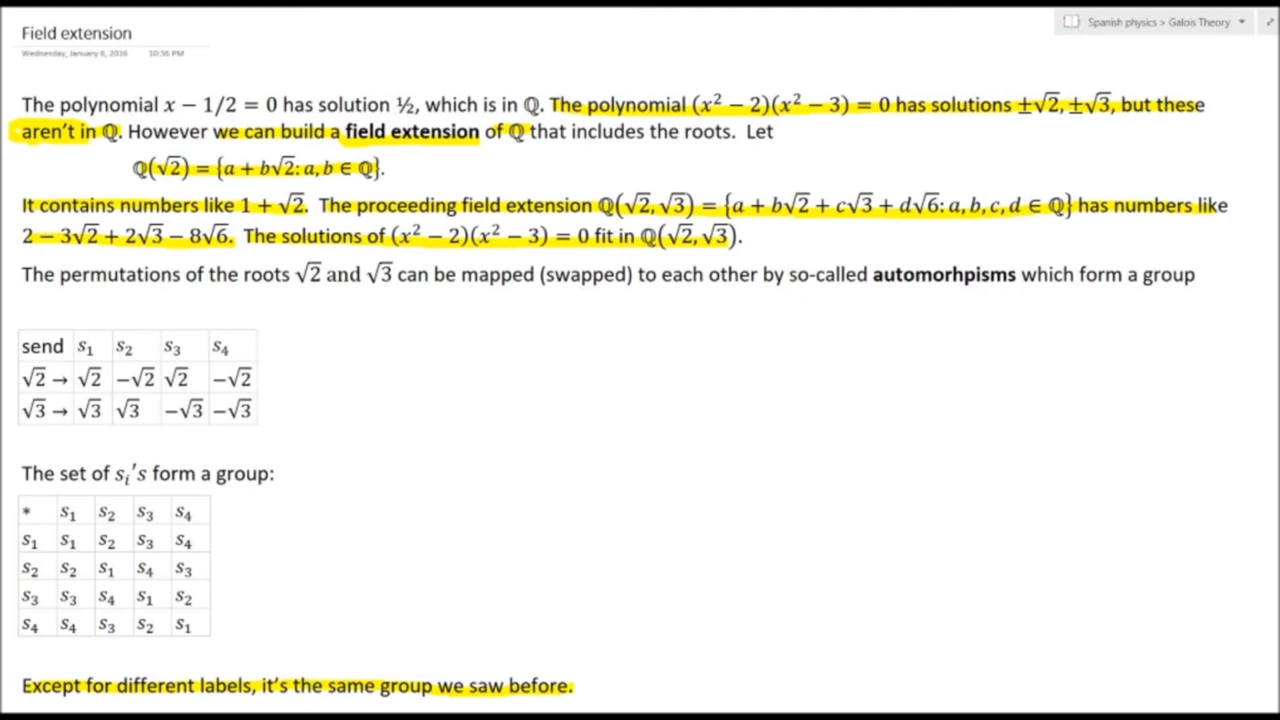 Field extension
Spanish physics > Galois Theory
Wednesday, January 6, 2016 10:36 PM
The polynomial x − 1/2 = 0 has solution ½, which is in ℚ. The polynomial (x² − 2)(x² − 3) = 0 has solutions ±√2, ±√3, but these
aren't in ℚ. However we can build a field extension of ℚ that includes the roots. Let
ℚ(√2) = {a + b√2: a, b ∈ ℚ}.
It contains numbers like 1 + √2. The proceeding field extension ℚ(√2, √3) = {a + b√2 + c√3 + d√6: a, b, c, d ∈ ℚ} has numbers like
2 − 3√2 + 2√3 − 8√6. The solutions of (x² − 2)(x² − 3) = 0 fit in ℚ(√2, √3).
The permutations of the roots √2 and √3 can be mapped (swapped) to each other by so-called automorhpisms which form a group
send s₁ s₂ s₃ s₄
√2 → √2 −√2 √2 −√2
√3 → √3 √3 −√3 −√3
The set of sᵢ's form a group:
* s₁ s₂ s₃ s₄
s₁ s₁ s₂ s₃ s₄
s₂ s₂ s₁ s₄ s₃
s₃ s₃ s₄ s₁ s₂
s₄ s₄ s₃ s₂ s₁
Except for different labels, it's the same group we saw before.